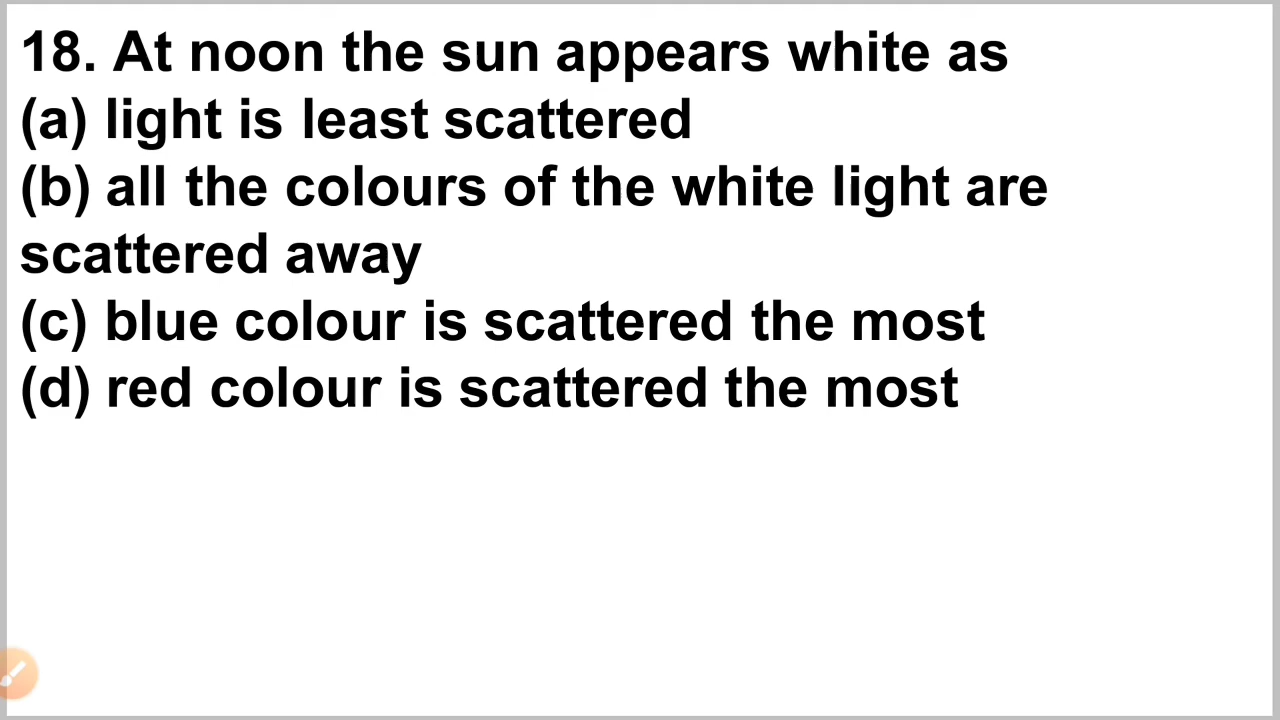 18. At noon the sun appears white as
(a) light is least scattered
(b) all the colours of the white light are
scattered away
(c) blue colour is scattered the most
(d) red colour is scattered the most